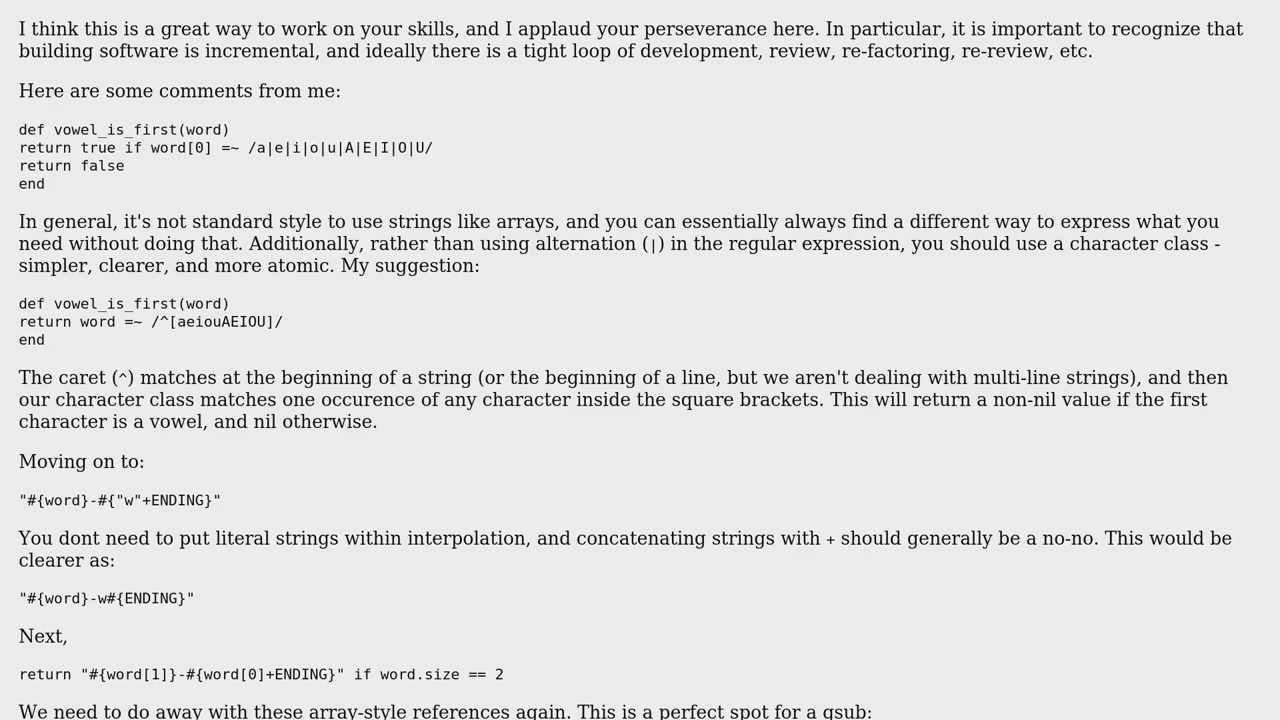 I think this is a great way to work on your skills, and I applaud your perseverance here. In particular, it is important to recognize that
building software is incremental, and ideally there is a tight loop of development, review, re-factoring, re-review, etc.
Here are some comments from me:
def vowel_is_first(word)
return true if word[0] =~ /a|e|i|o|u|A|E|I|O|U/
return false
end
In general, it's not standard style to use strings like arrays, and you can essentially always find a different way to express what you
need without doing that. Additionally, rather than using alternation (|) in the regular expression, you should use a character class -
simpler, clearer, and more atomic. My suggestion:
def vowel_is_first(word)
return word =~ /^[aeiouAEIOU]/
end
The caret (^) matches at the beginning of a string (or the beginning of a line, but we aren't dealing with multi-line strings), and then
our character class matches one occurence of any character inside the square brackets. This will return a non-nil value if the first
character is a vowel, and nil otherwise.
Moving on to:
"#{word}-#{"w"+ENDING}"
You dont need to put literal strings within interpolation, and concatenating strings with + should generally be a no-no. This would be
clearer as:
"#{word}-w#{ENDING}"
Next,
return "#{word[1]}-#{word[0]+ENDING}" if word.size == 2
We need to do away with these array-style references again. This is a perfect spot for a gsub: